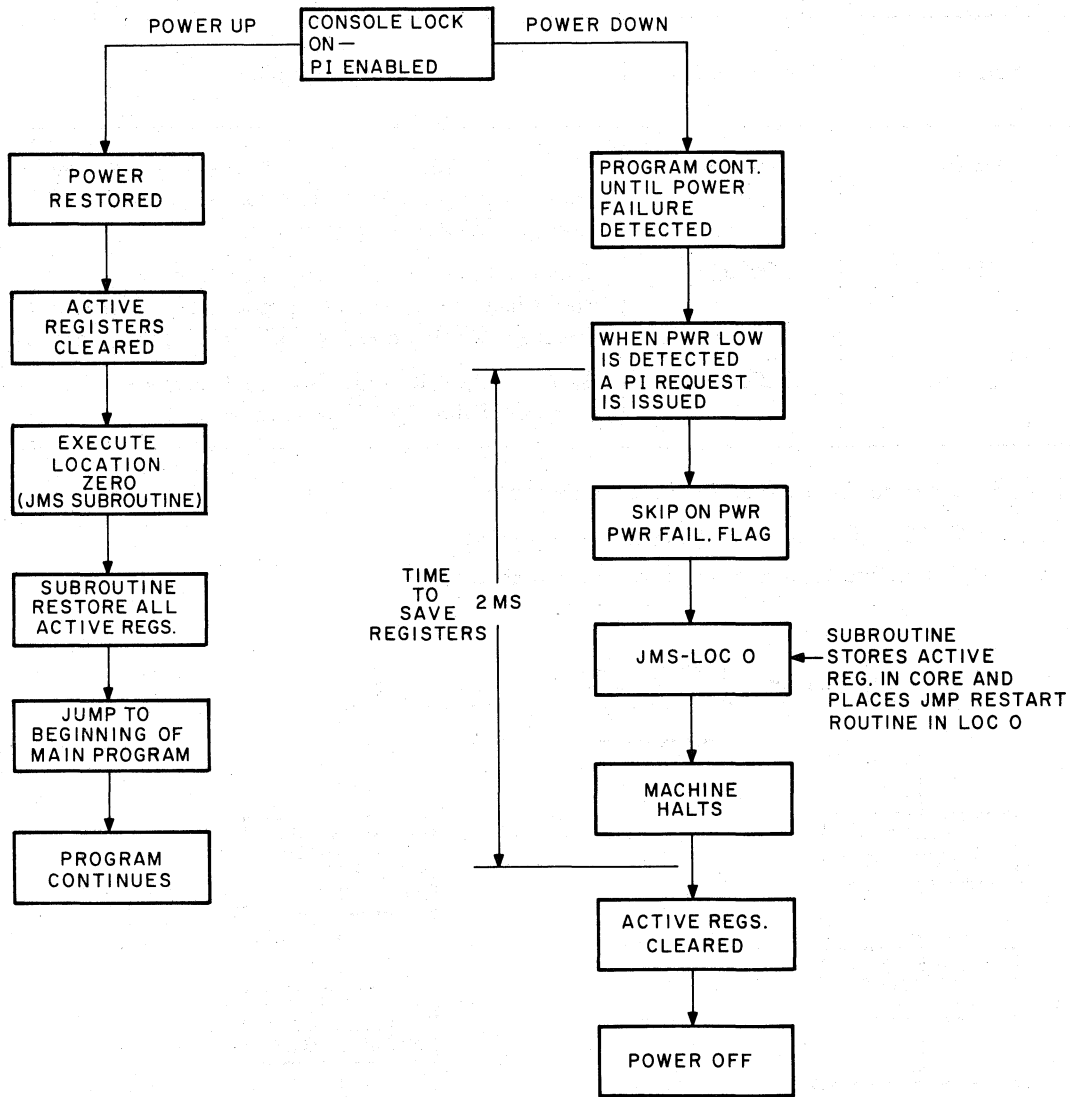 POWER UP
CONSOLE LOCK
ON—
PI ENABLED
POWER DOWN
POWER
RESTORED
ACTIVE
REGISTERS
CLEARED
EXECUTE
LOCATION
ZERO
(JMS SUBROUTINE)
SUBROUTINE
RESTORE ALL
ACTIVE REGS.
JUMP TO
BEGINNING OF
MAIN PROGRAM
PROGRAM
CONTINUES
PROGRAM CONT.
UNTIL POWER
FAILURE
DETECTED
WHEN PWR LOW
IS DETECTED
A PI REQUEST
IS ISSUED
SKIP ON PWR
PWR FAIL. FLAG
TIME
TO
SAVE
REGISTERS
2 MS
JMS-LOC 0
SUBROUTINE
STORES ACTIVE
REG. IN CORE AND
PLACES JMP RESTART
ROUTINE IN LOC 0
MACHINE
HALTS
ACTIVE REGS.
CLEARED
POWER OFF